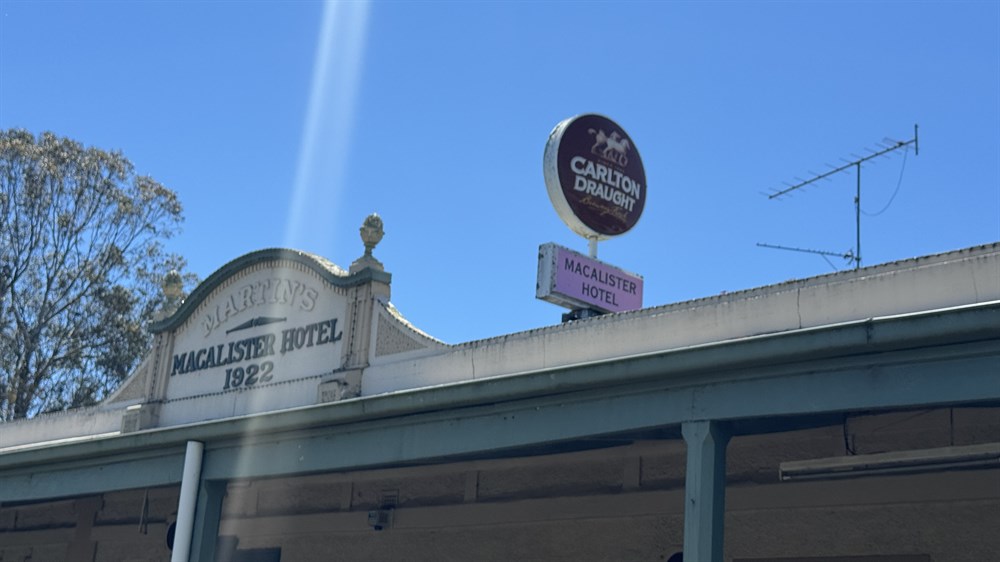 MARTIN'S
MACALISTER HOTEL
1922
CARLTON
DRAUGHT
MACALISTER
HOTEL